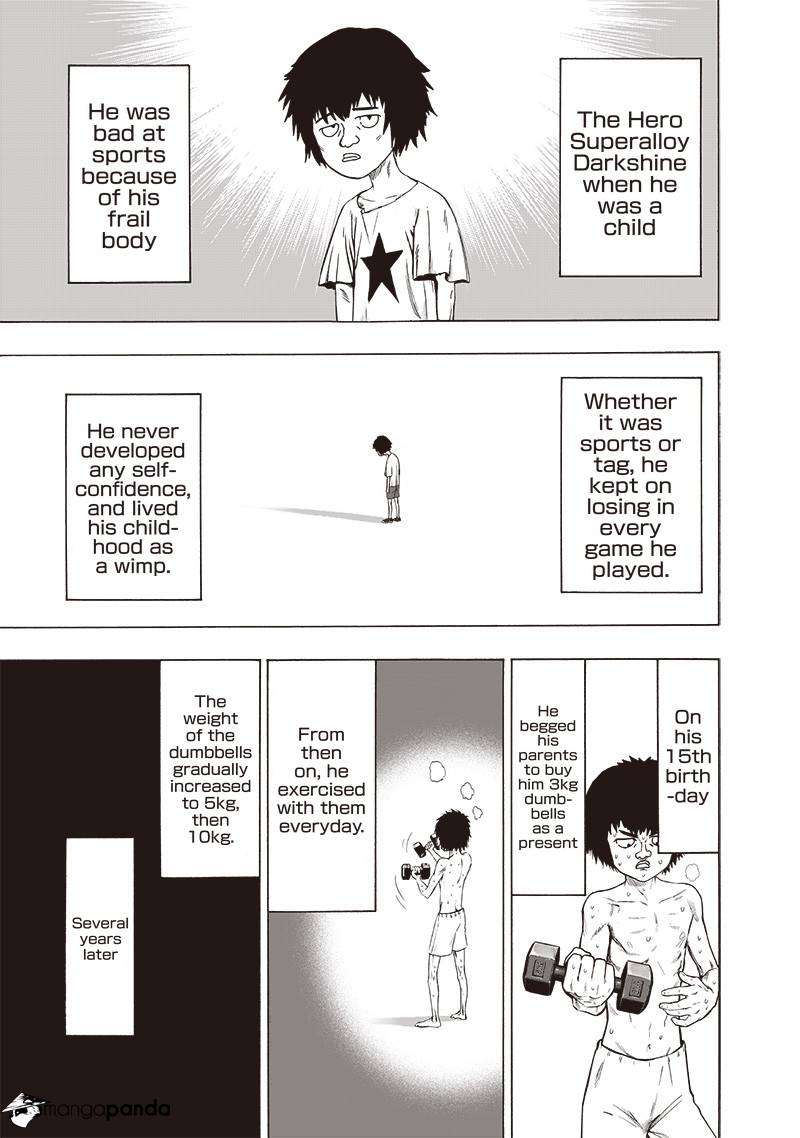 The Hero
Superalloy
Darkshine
when he
was a
child
He was
bad at
sports
because
of his
frail
body
Whether
it was
sports or
tag, he
kept on
losing in
every
game he
played.
He never
developed
any self-
confidence,
and lived
his child-
hood as
a wimp.
On
his
15th
birth
-day
He
begged
his
parents
to buy
him 3kg
dumb-
bells
as a
present
From
then
on, he
exercised
with them
everyday.
The
weight
of the
dumbbells
gradually
increased
to 5kg,
then
10kg.
Several
years
later
mangapanda